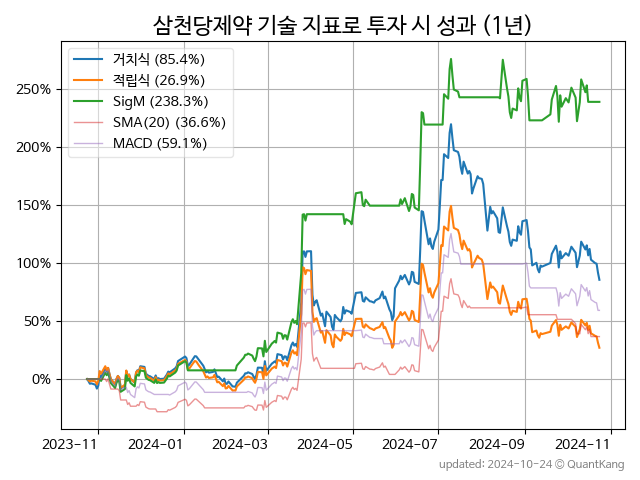 삼천당제약 기술 지표로 투자 시 성과 (1년)
거치식 (85.4%)
적립식 (26.9%)
SigM (238.3%)
SMA(20) (36.6%)
MACD (59.1%)
250%
200%
150%
100%
50%
0%
2023-11 2024-01 2024-03 2024-05 2024-07 2024-09 2024-11
updated: 2024-10-24 © QuantKang